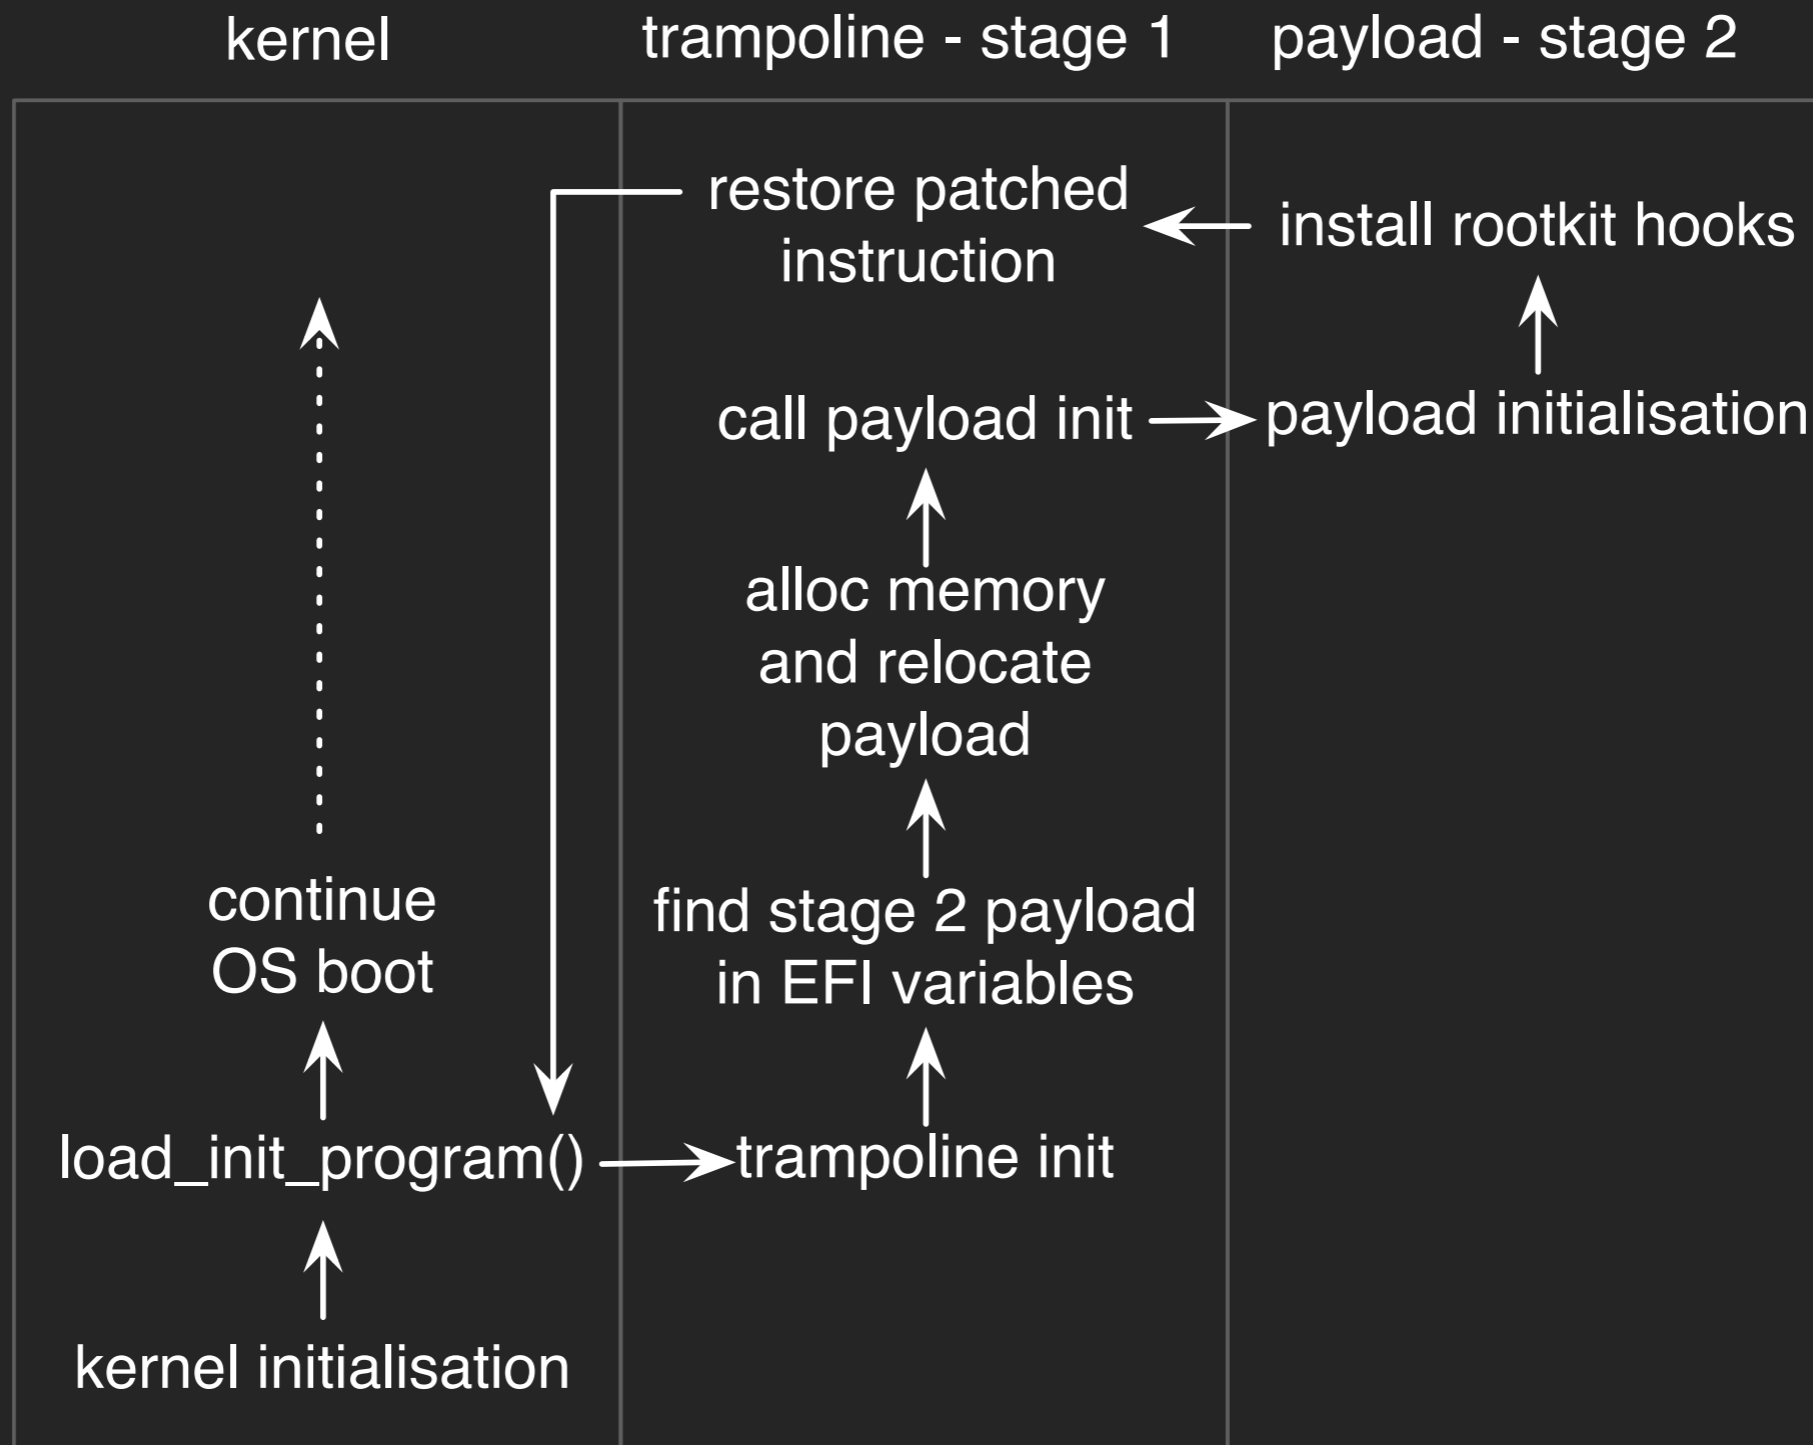 kernel
trampoline - stage 1
payload - stage 2
restore patched
instruction
install rootkit hooks
call payload init
payload initialisation
alloc memory
and relocate
payload
continue
OS boot
find stage 2 payload
in EFI variables
load_init_program()
trampoline init
kernel initialisation